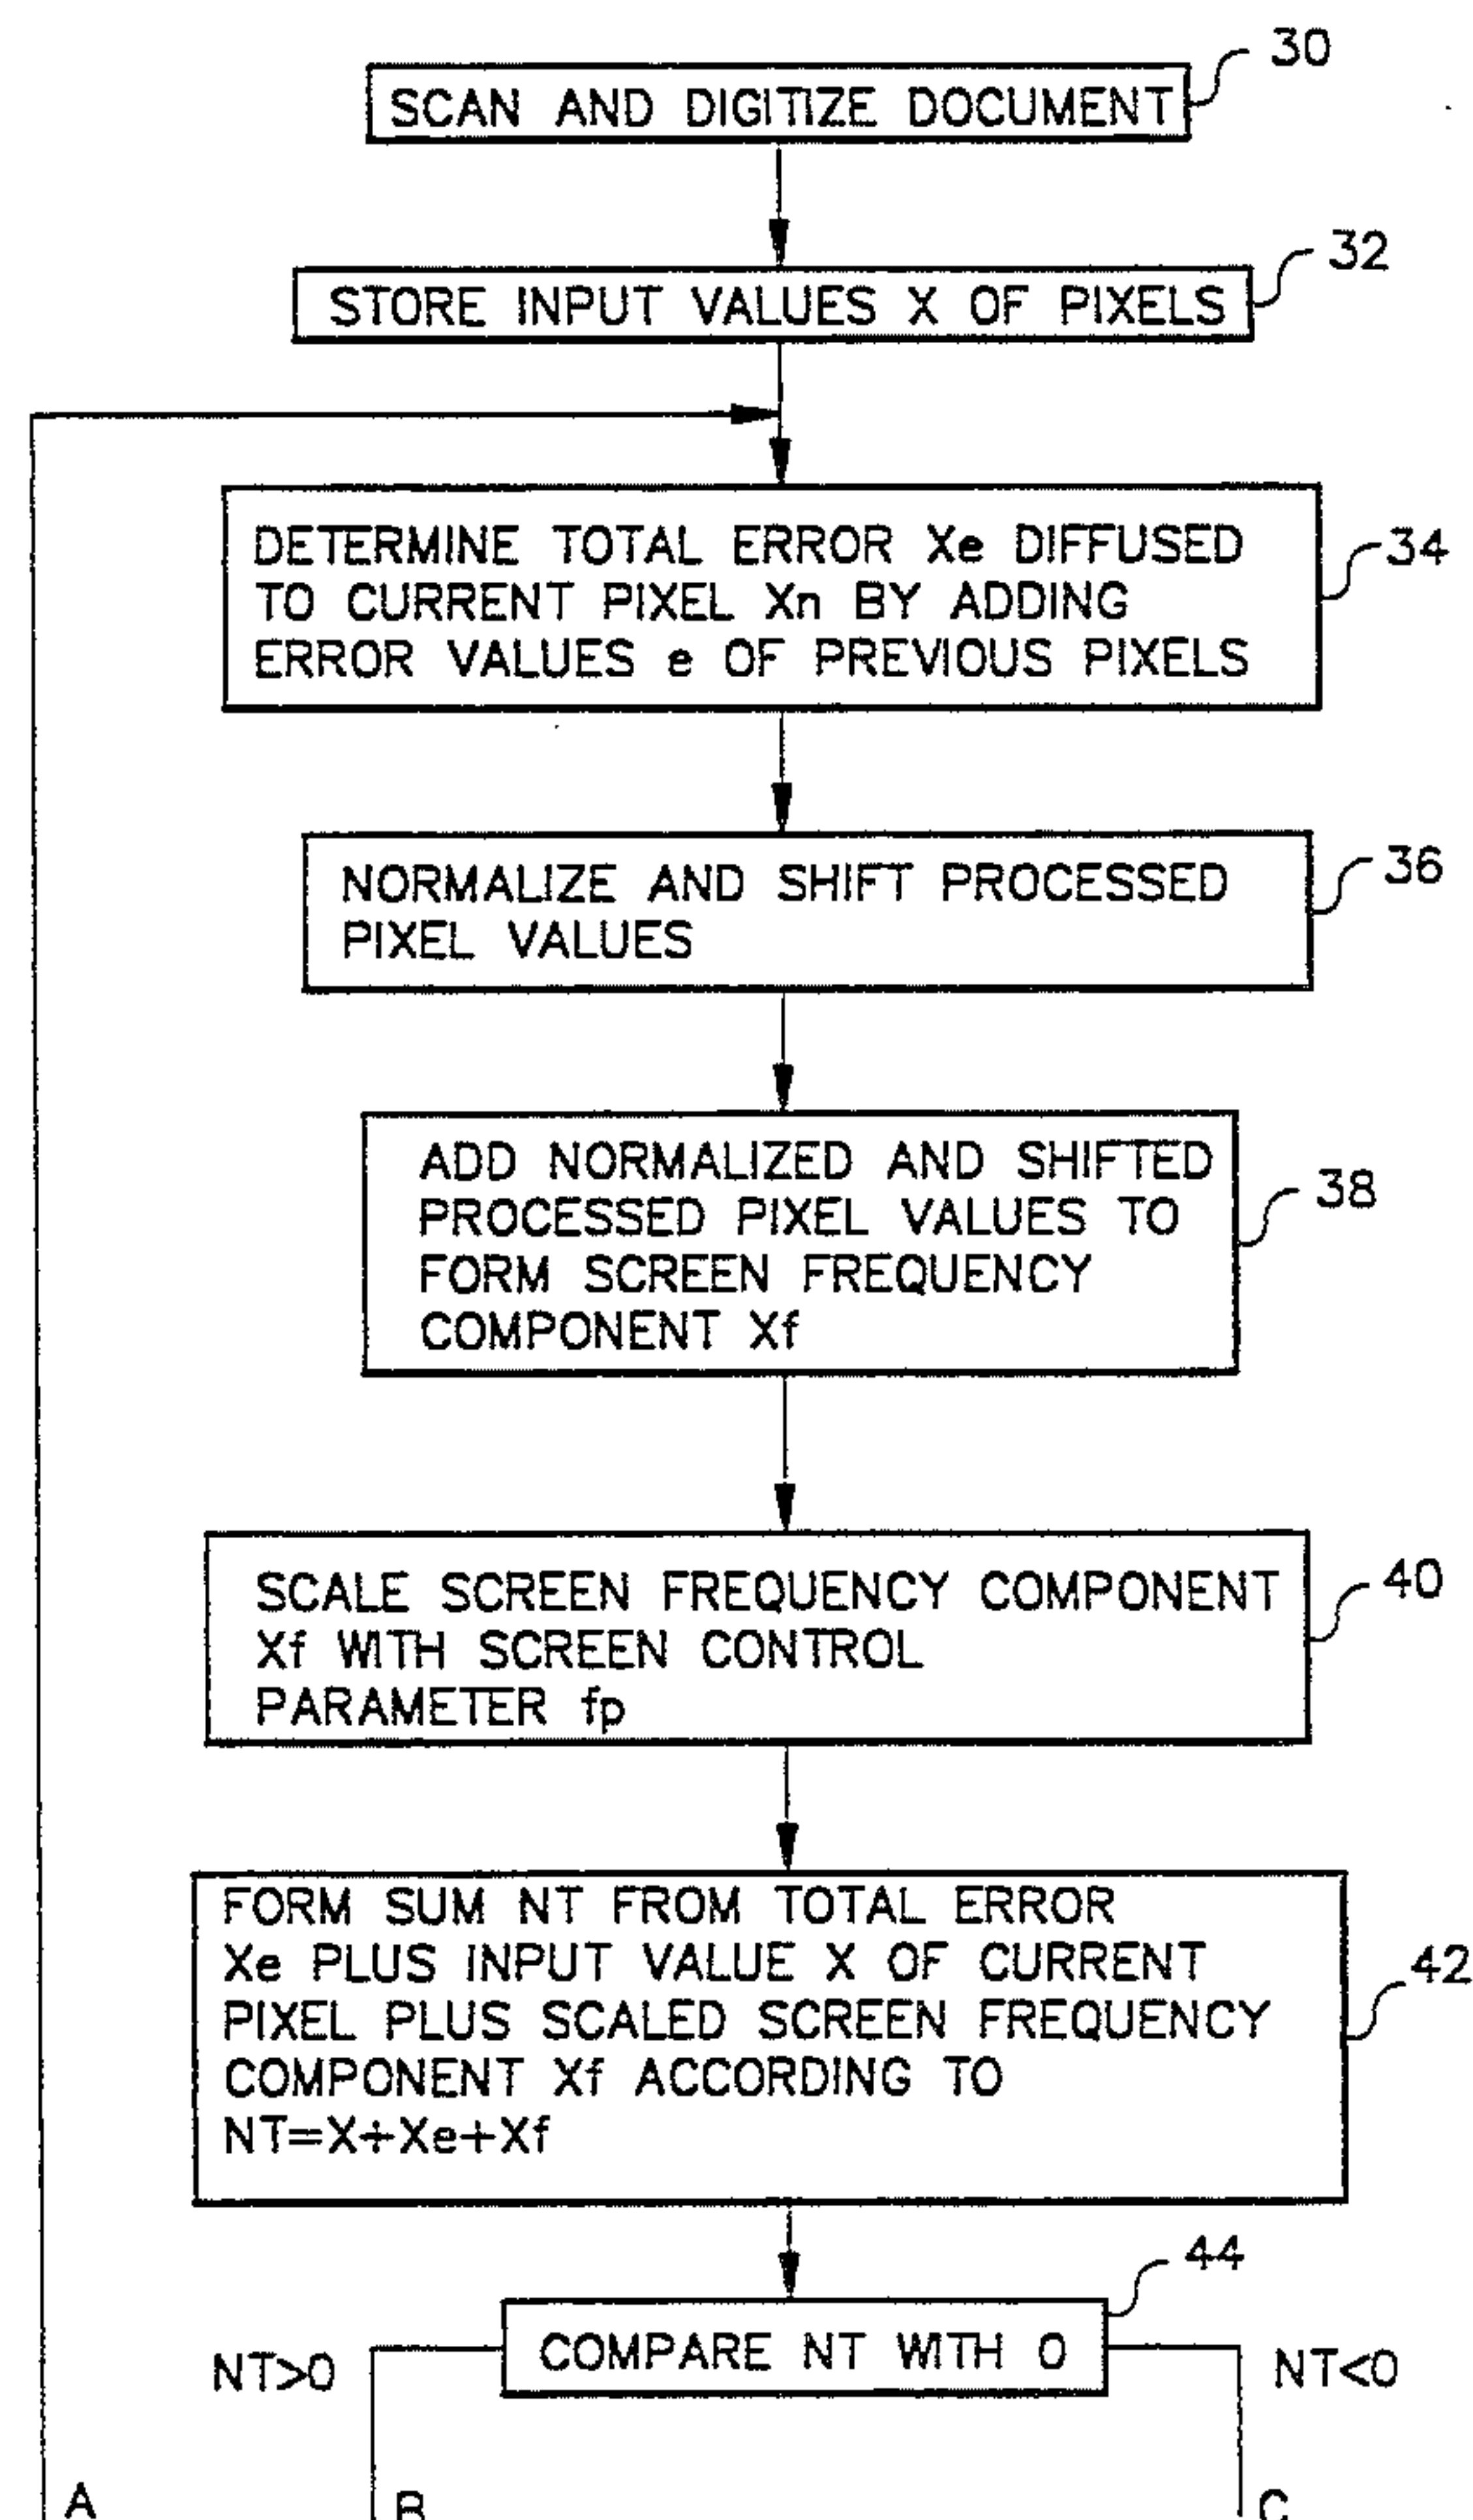 30
SCAN AND DIGITIZE DOCUMENT
32
STORE INPUT VALUES X OF PIXELS
DETERMINE TOTAL ERROR Xe DIFFUSED
TO CURRENT PIXEL Xn BY ADDING
ERROR VALUES e OF PREVIOUS PIXELS
34
NORMALIZE AND SHIFT PROCESSED
PIXEL VALUES
36
ADD NORMALIZED AND SHIFTED
PROCESSED PIXEL VALUES TO
FORM SCREEN FREQUENCY
COMPONENT Xf
38
SCALE SCREEN FREQUENCY COMPONENT
Xf WITH SCREEN CONTROL
PARAMETER fp
40
FORM SUM NT FROM TOTAL ERROR
Xe PLUS INPUT VALUE X OF CURRENT
PIXEL PLUS SCALED SCREEN FREQUENCY
COMPONENT Xf ACCORDING TO
NT=X+Xe+Xf
42
44
COMPARE NT WITH 0
NT>0
NT<0
A
B
C